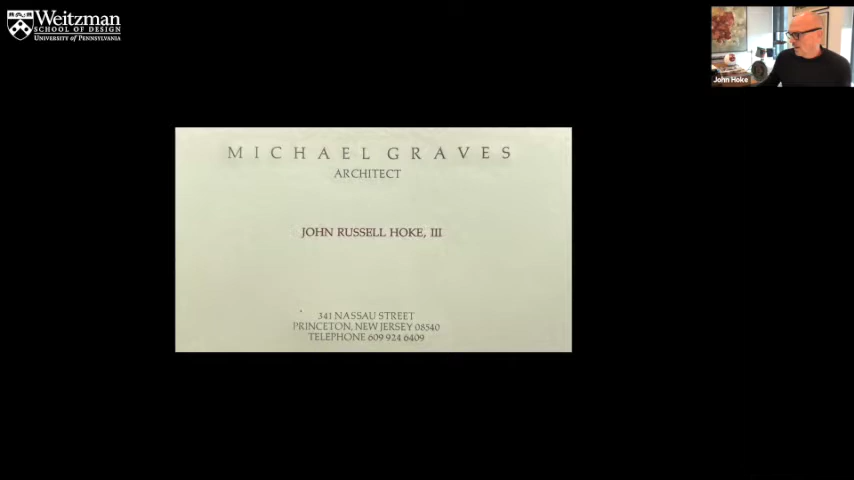 Weitzman
SCHOOL OF DESIGN
UNIVERSITY of PENNSYLVANIA
John Hoke
MICHAEL GRAVES
ARCHITECT
JOHN RUSSELL HOKE, III
341 NASSAU STREET
PRINCETON, NEW JERSEY 08540
TELEPHONE 609 924 6409